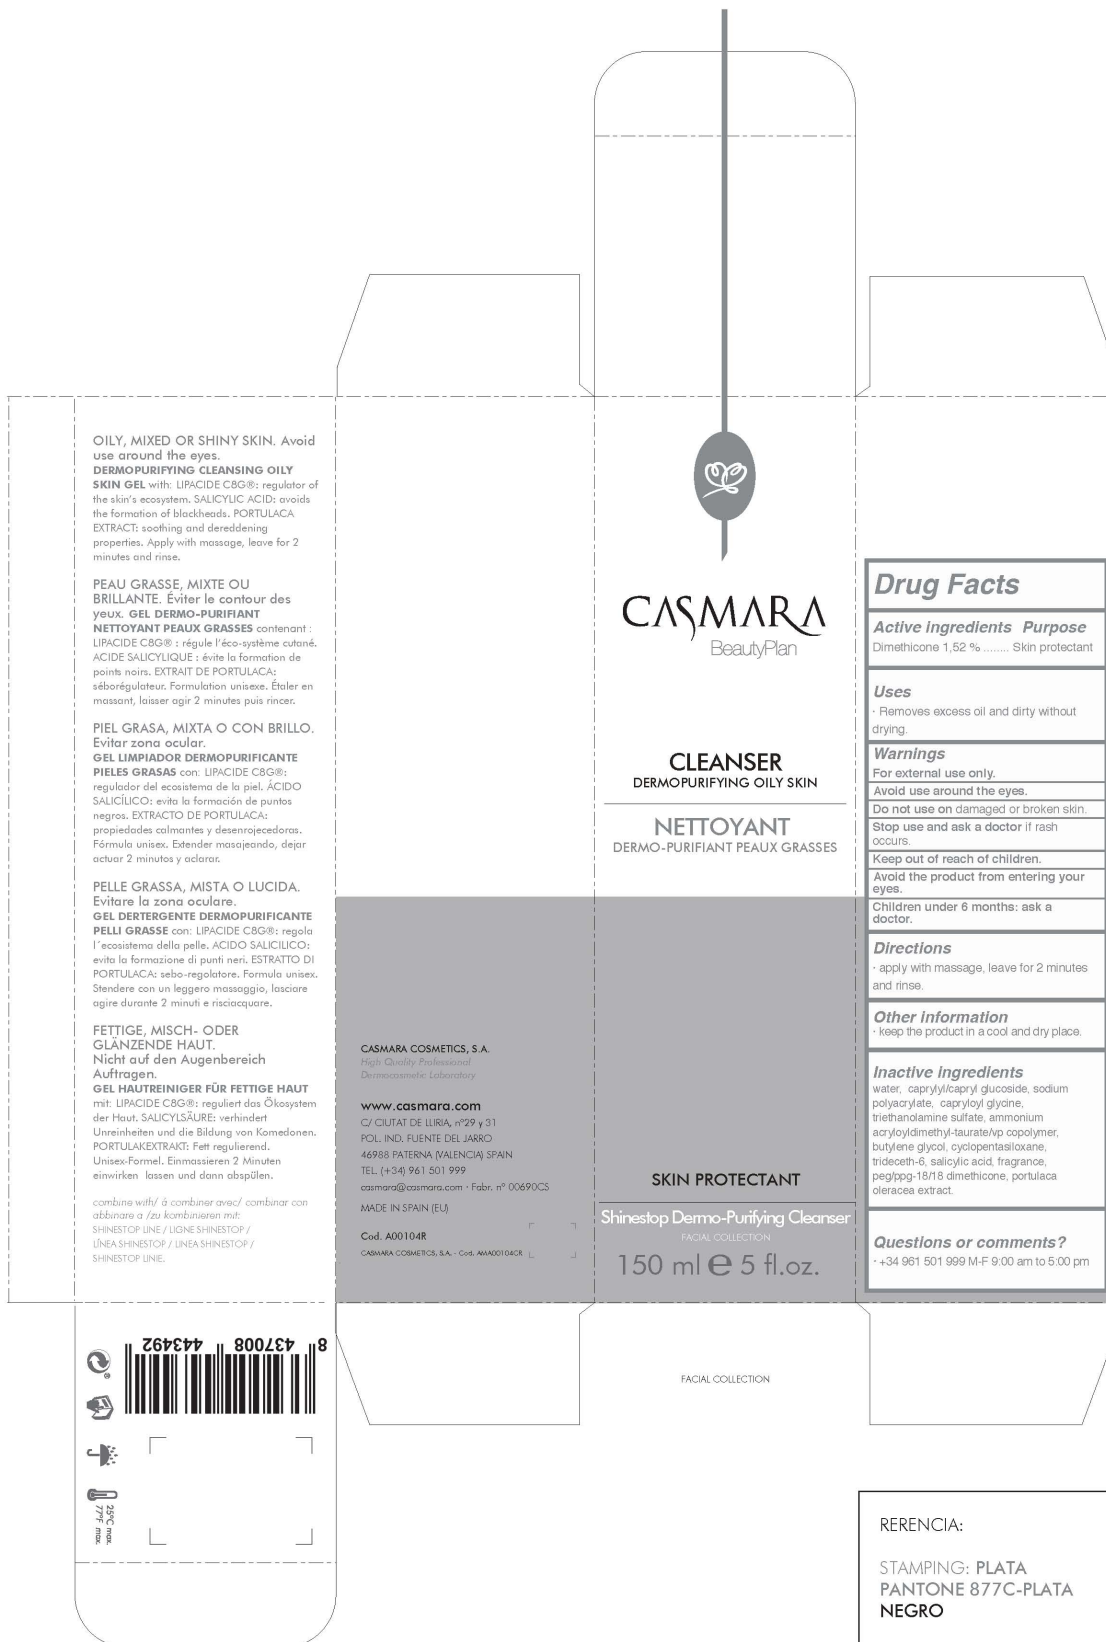 OILY, MIXED OR SHINY SKIN. Avoid
use around the eyes.
DERMOPURIFYING CLEANSING OILY
SKIN GEL with: LIPACIDE C8G®: regulator of
the skin's ecosystem. SALICYLIC ACID: avoids
the formation of blackheads. PORTULACA
EXTRACT: soothing and dereddening
properties. Apply with massage, leave for 2
minutes and rinse.
PEAU GRASSE, MIXTE OU
BRILLANTE. Éviter le contour des
yeux. GEL DERMO-PURIFIANT
NETTOYANT PEAUX GRASSES contenant :
LIPACIDE C8G® : régule l'éco-système cutané.
ACIDE SALICYLIQUE : évite la formation de
points noirs. EXTRAIT DE PORTULACA:
séborégulateur. Formulation unisexe. Étaler en
massant, laisser agir 2 minutes puis rincer.
PIEL GRASA, MIXTA O CON BRILLO.
Evitar zona ocular.
GEL LIMPIADOR DERMOPURIFICANTE
PIELES GRASAS con: LIPACIDE C8G®:
regulador del ecosistema de la piel. ÁCIDO
SALICÍLICO: evita la formación de puntos
negros. EXTRACTO DE PORTULACA:
propiedades calmantes y desenrojecedoras.
Fórmula unisex. Extender masajeando, dejar
actuar 2 minutos y aclarar.
PELLE GRASSA, MISTA O LUCIDA.
Evitare la zona oculare.
GEL DERTERGENTE DERMOPURIFICANTE
PELLI GRASSE con: LIPACIDE C8G®: regola
l´ecosistema della pelle. ACIDO SALICILICO:
evita la formazione di punti neri. ESTRATTO DI
PORTULACA: sebo-regolatore. Formula unisex.
Stendere con un leggero massaggio, lasciare
agire durante 2 minuti e risciacquare.
FETTIGE, MISCH- ODER
GLÄNZENDE HAUT.
Nicht auf den Augenbereich
Auftragen.
GEL HAUTREINIGER FÜR FETTIGE HAUT
mit: LIPACIDE C8G®: reguliert das Ökosystem
der Haut. SALICYLSÄURE: verhindert
Unreinheiten und die Bildung von Komedonen.
PORTULAKEXTRAKT: Fett regulierend.
Unisex-Formel. Einmassieren 2 Minuten
einwirken lassen und dann abspülen.
combine with/ à combiner avec/ combinar con
abbinare a /zu kombinieren mit:
SHINESTOP LINE / LIGNE SHINESTOP /
LÍNEA SHINESTOP / LINEA SHINESTOP /
SHINESTOP LINIE.
8 437008 443492
25ºC max.
77ºF max.
CASMARA COSMETICS, S.A.
High Quality Professional
Dermocosmetic Laboratory
www.casmara.com
C/ CIUTAT DE LLIRIA, nº29 y 31
POL. IND. FUENTE DEL JARRO
46988 PATERNA (VALENCIA) SPAIN
TEL. (+34) 961 501 999
casmara@casmara.com · Fabr. nº 00690CS
MADE IN SPAIN (EU)
Cod. A00104R
CASMARA COSMETICS, S.A. - Cod. AMA00104CR
CASMARA
BeautyPlan
CLEANSER
DERMOPURIFYING OILY SKIN
NETTOYANT
DERMO-PURIFIANT PEAUX GRASSES
SKIN PROTECTANT
Shinestop Dermo-Purifying Cleanser
FACIAL COLLECTION
150 ml ℮ 5 fl.oz.
FACIAL COLLECTION
Drug Facts
Active ingredients Purpose
Dimethicone 1,52 % ........ Skin protectant
Uses
· Removes excess oil and dirty without
drying.
Warnings
For external use only.
Avoid use around the eyes.
Do not use on damaged or broken skin.
Stop use and ask a doctor if rash
occurs.
Keep out of reach of children.
Avoid the product from entering your
eyes.
Children under 6 months: ask a
doctor.
Directions
· apply with massage, leave for 2 minutes
and rinse.
Other information
· keep the product in a cool and dry place.
Inactive ingredients
water, caprylyl/capryl glucoside, sodium
polyacrylate, capryloyl glycine,
triethanolamine sulfate, ammonium
acryloyldimethyl-taurate/vp copolymer,
butylene glycol, cyclopentasiloxane,
trideceth-6, salicylic acid, fragrance,
peg/ppg-18/18 dimethicone, portulaca
oleracea extract.
Questions or comments?
· +34 961 501 999 M-F 9:00 am to 5:00 pm
RERENCIA:
STAMPING: PLATA
PANTONE 877C-PLATA
NEGRO